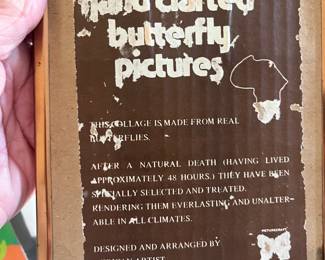 hand crafted
butterfly
pictures
THIS COLLAGE IS MADE FROM REAL
BUTTERFLIES.
AFTER A NATURAL DEATH (HAVING LIVED
APPROXIMATELY 48 HOURS.) THEY HAVE BEEN
SPECIALLY SELECTED AND TREATED.
RENDERING THEM EVERLASTING AND UNALTER-
ABLE IN ALL CLIMATES.
DESIGNED AND ARRANGED BY
ARTIST